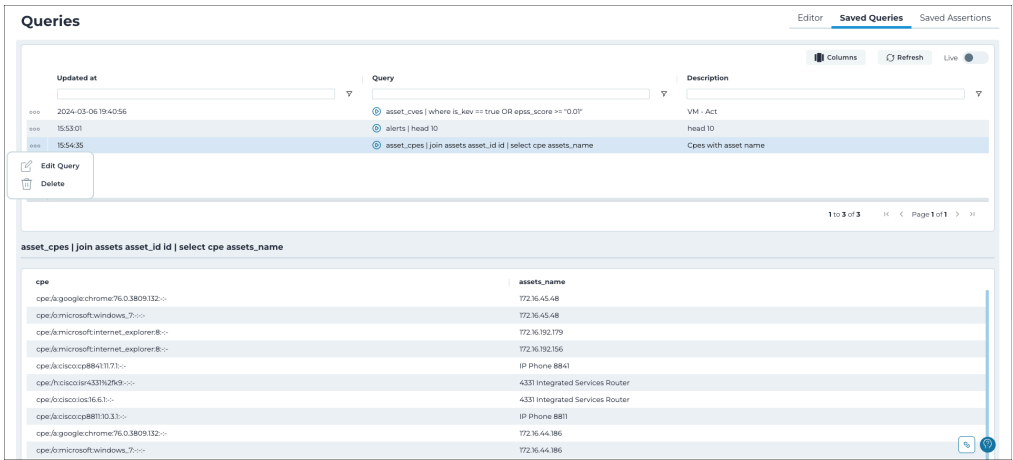 Queries
Editor Saved Queries Saved Assertions
Columns Refresh Live
Updated at Query Description
2024-03-06 19:40:56 asset_cves | where is_kev == true OR epss_score >= "0.01" VM - Act
15:53:01 alerts | head 10 head 10
15:54:35 asset_cpes | join assets asset_id id | select cpe assets_name Cpes with asset name
Edit Query
Delete
1 to 3 of 3 Page 1 of 1
asset_cpes | join assets asset_id id | select cpe assets_name
cpe assets_name
cpe:/a:google:chrome:76.0.3809.132:-:- 172.16.45.48
cpe:/o:microsoft:windows_7:-:-:- 172.16.45.48
cpe:/a:microsoft:internet_explorer:8:-:- 172.16.192.179
cpe:/a:microsoft:internet_explorer:8:-:- 172.16.192.156
cpe:/a:cisco:cp8841:11.7.1:-:- IP Phone 8841
cpe:/h:cisco:isr4331%2fk9:-:-:- 4331 Integrated Services Router
cpe:/o:cisco:ios:16.6.1:-:- 4331 Integrated Services Router
cpe:/a:cisco:cp8811:10.3.1:-:- IP Phone 8811
cpe:/a:google:chrome:76.0.3809.132:-:- 172.16.44.186
cpe:/o:microsoft:windows_7:-:-:- 172.16.44.186